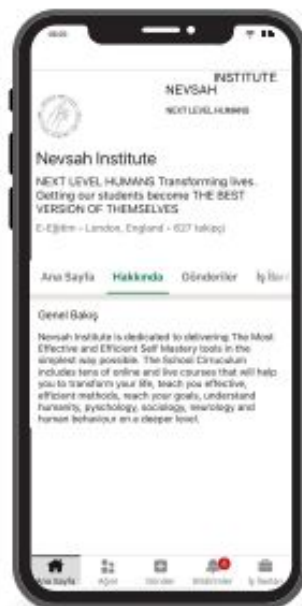 INSTITUTE
NEVSAH
NEXT LEVEL HUMANS
Nevsah Institute
NEXT LEVEL HUMANS Transforming lives.
Getting our students become THE BEST
VERSION OF THEMSELVES
E-Eğitim - London, England - 627 takipçi
Ana Sayfa Hakkında Gönderiler İş İlan
Genel Bakış
Nevsah Institute is dedicated to delivering The Most
Effective and Efficient Self Mastery tools in the
simplest way possible. The School Cirruculum
includes tens of online and live courses that will help
you to transform your life, teach you effective,
efficient methods, reach your goals, understand
humanity, pyschology, sociology, neurology and
human behaviour on a deeper level.
Ana Sayfa Ağım Gönder Bildirimler İş İlanları